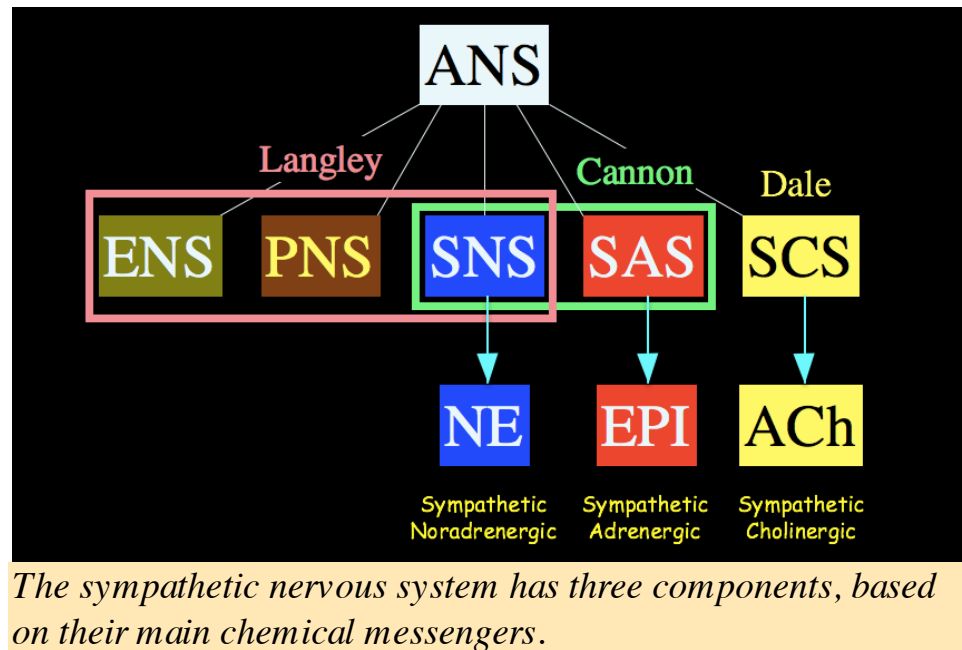 ANS
Langley
Cannon
Dale
ENS PNS SNS SAS SCS
NE EPI ACh
Sympathetic Sympathetic Sympathetic
Noradrenergic Adrenergic Cholinergic
The sympathetic nervous system has three components, based
on their main chemical messengers.